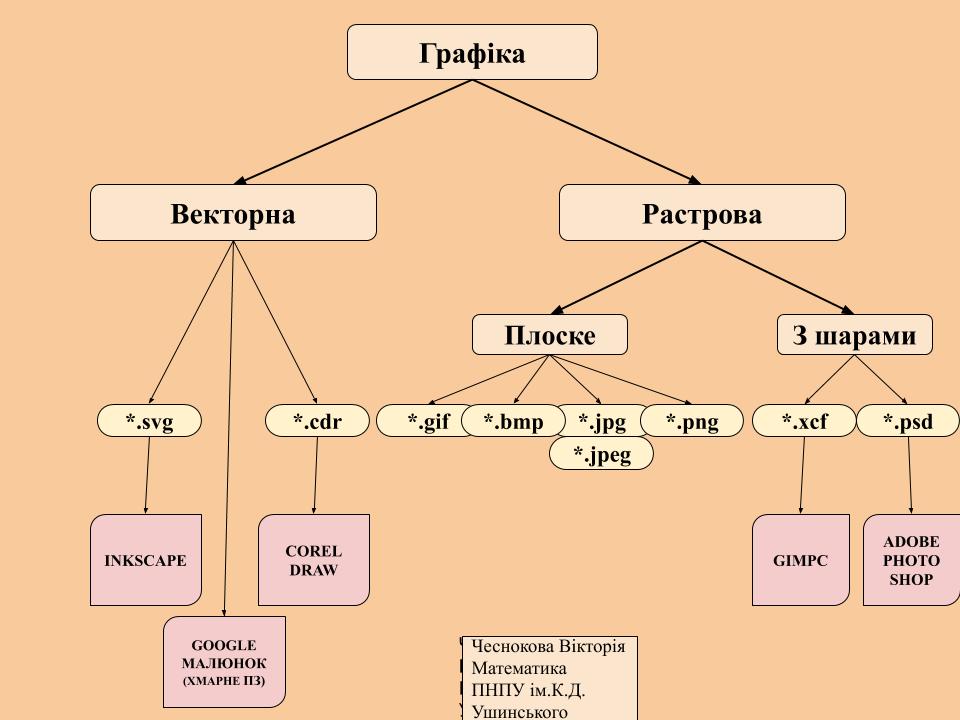 Графіка
Векторна
Растрова
Плоске
З шарами
*.svg
*.cdr
*.gif
*.bmp
*.jpg
*.png
*.xcf
*.psd
*.jpeg
INKSCAPE
COREL
DRAW
GIMPC
ADOBE
PHOTO
SHOP
GOOGLE
МАЛЮНОК
(ХМАРНЕ ПЗ)
Чеснокова Вікторія
Математика
ПНПУ ім.К.Д.
Ушинського